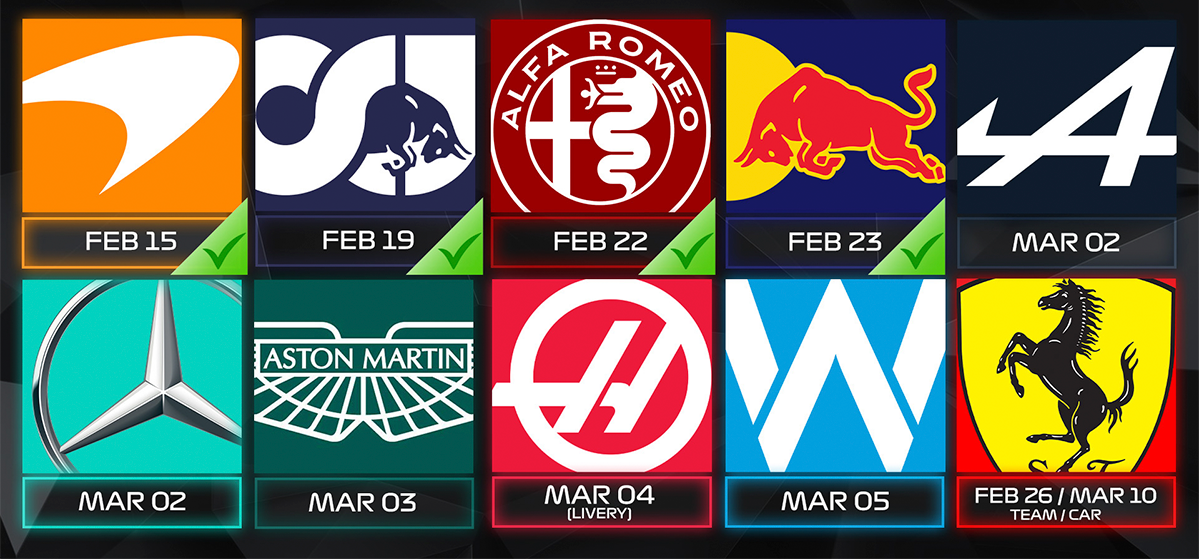 ALFA ROMEO
FEB 15
FEB 19
FEB 22
FEB 23
MAR 02
ASTON MARTIN
S F
MAR 02
MAR 03
MAR 04
(LIVERY)
MAR 05
FEB 26 / MAR 10
TEAM / CAR